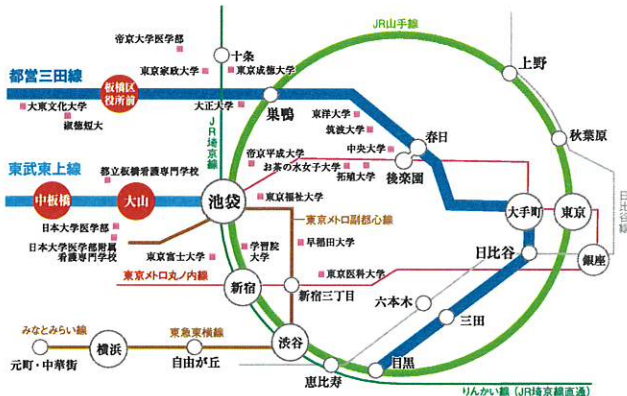 JR山手線
帝京大学医学部
十条
上野
都営三田線
東京家政大学
東京成徳大学
板橋区
役所前
大東文化大学
淑徳短大
大正大学
巣鴨
東洋大学
筑波大学
春日
秋葉原
JR埼京線
中央大学
帝京平成大学
お茶の水女子大学
拓殖大学
後楽園
都立板橋看護専門学校
東武東上線
中板橋
大山
池袋
東京福祉大学
大手町
東京
日比谷線
東京メトロ副都心線
日本大学医学部
日本大学医学部附属
看護専門学校
東京富士大学
学習院
大学
早稲田大学
日比谷
銀座
東京メトロ丸ノ内線
新宿
東京医科大学
新宿三丁目
六本木
三田
みなとみらい線
東急東横線
元町・中華街
横浜
自由が丘
渋谷
恵比寿
目黒
りんかい線(JR埼京線直通)